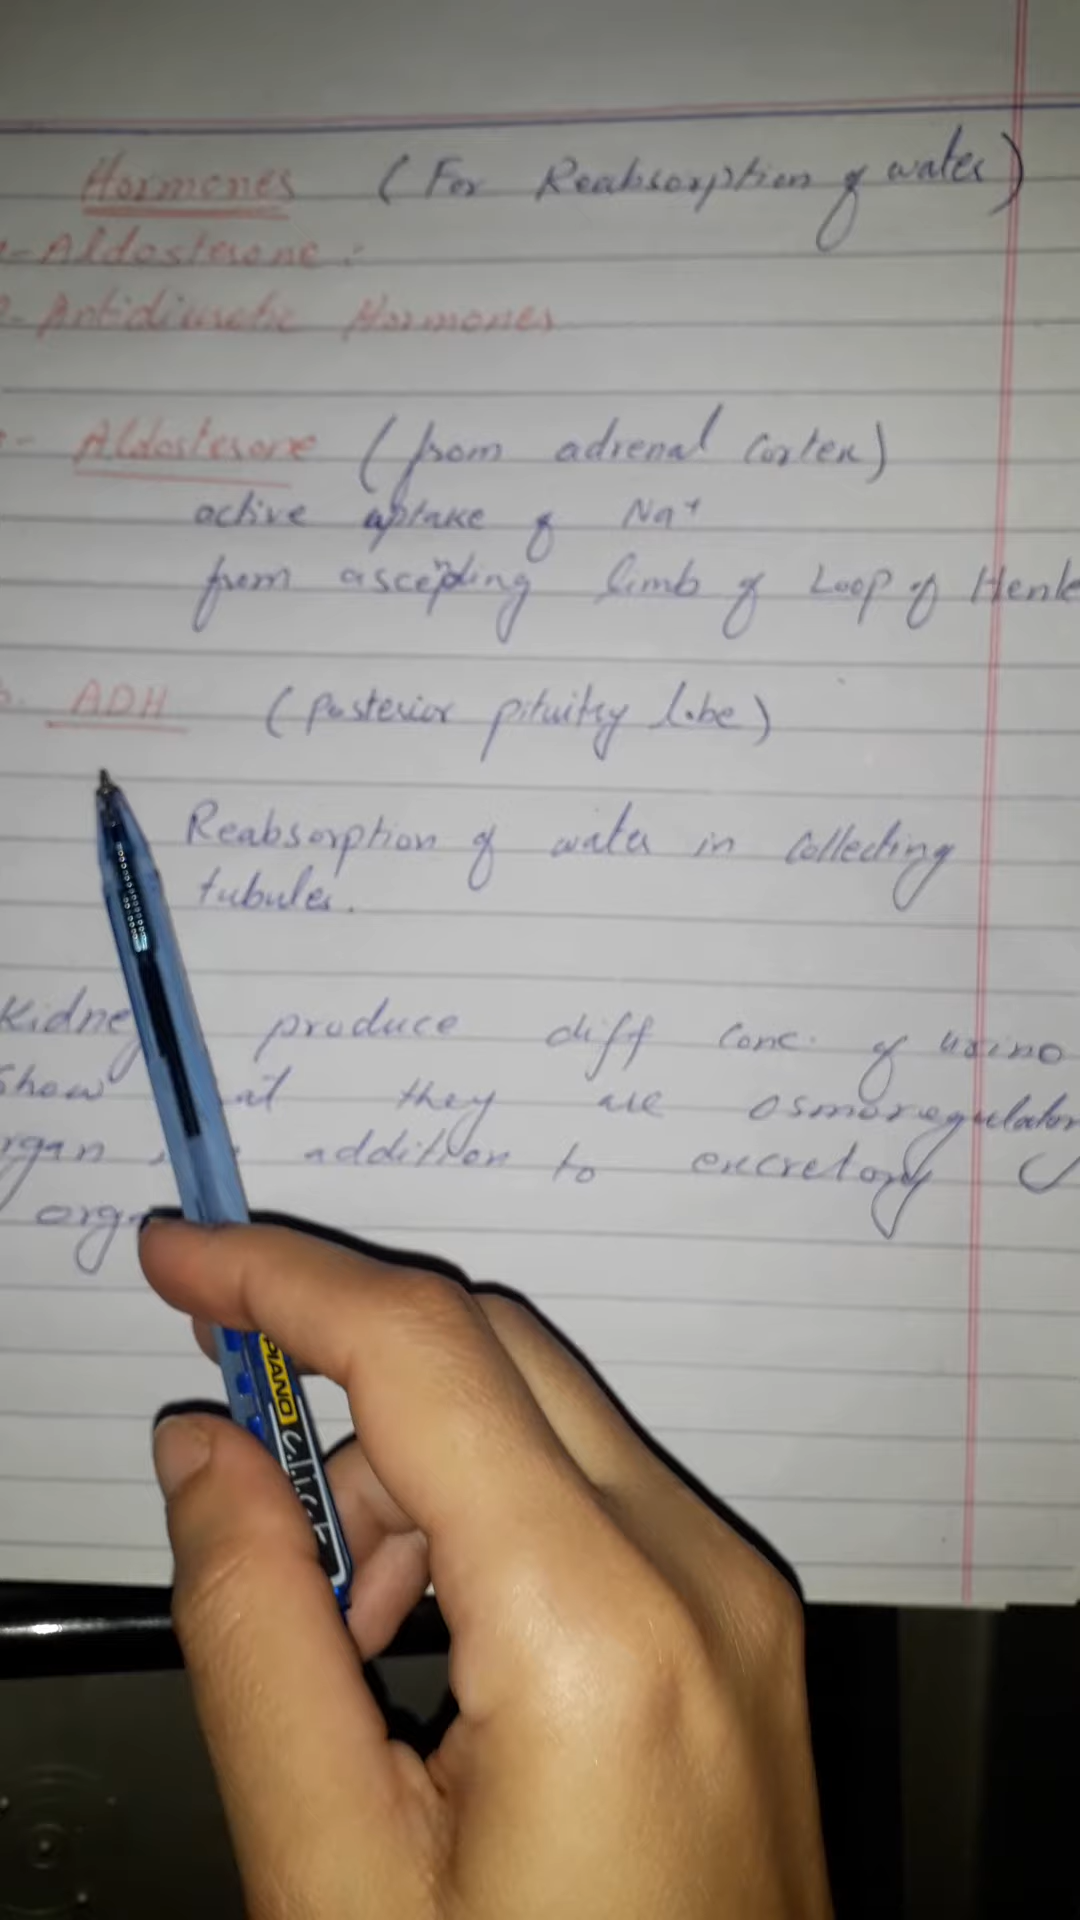 Hormones (For Reabsorption of water)
- Aldosterone :
- Antidiuretic Hormones
- Aldosterone (from adrenal Cortex)
active uptake of Na+
from ascending limb of Loop of Henle
b. ADH (Posterior pituitry lobe)
Reabsorption of water in Collecting
tubules.
Kidney produce diff conc. of urine
Show they are osmoregulator
organ addition to excretory
PIANO